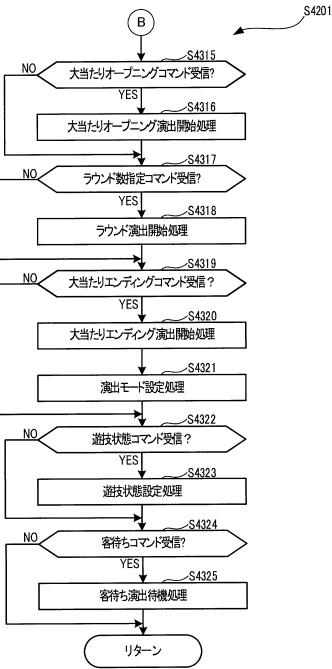 B
S4201
S4315
大当たりオープニングコマンド受信?
NO
YES
S4316
大当たりオープニング演出開始処理
S4317
ラウンド数指定コマンド受信?
NO
YES
S4318
ラウンド演出開始処理
S4319
大当たりエンディングコマンド受信?
NO
YES
S4320
大当たりエンディング演出開始処理
S4321
演出モード設定処理
S4322
遊技状態コマンド受信?
NO
YES
S4323
遊技状態設定処理
S4324
客待ちコマンド受信?
NO
YES
S4325
客待ち演出待機処理
リターン